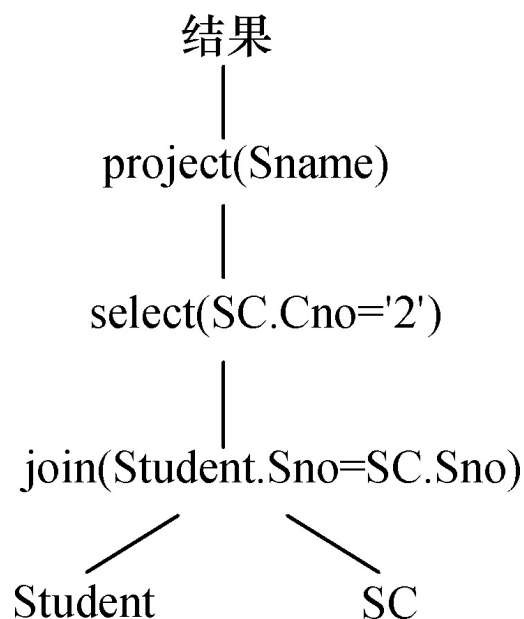 结果
project(Sname)
select(SC.Cno='2')
join(Student.Sno=SC.Sno)
Student SC